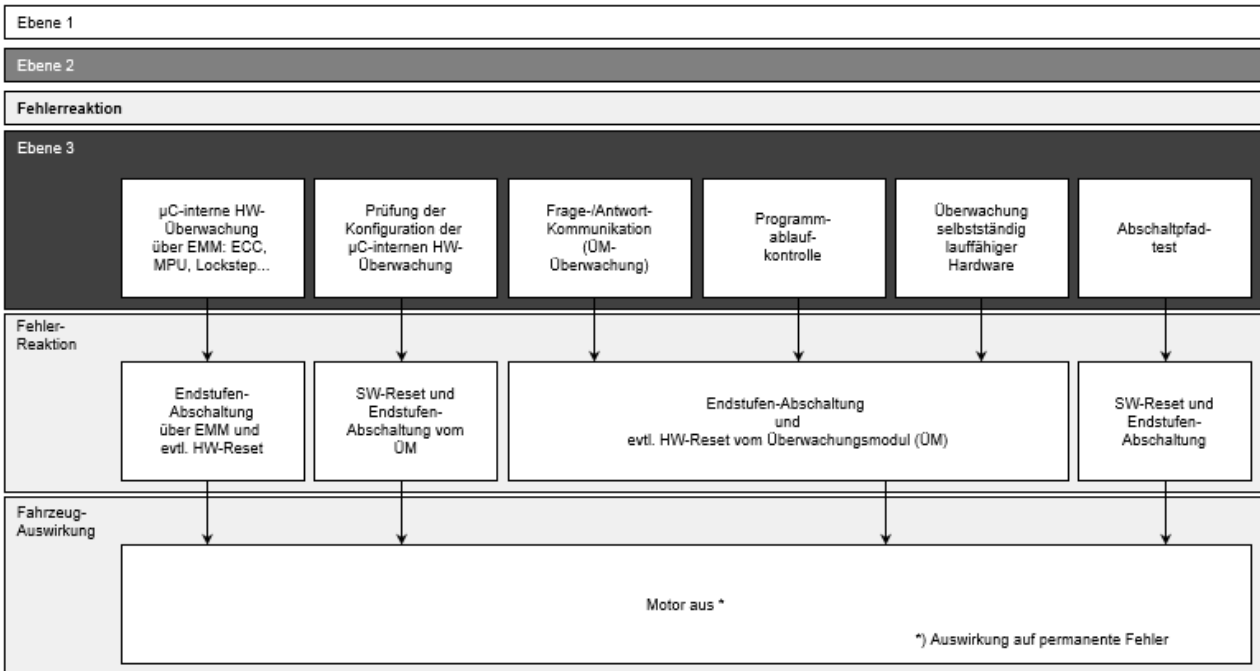 Ebene 1
Ebene 2
Fehlerreaktion
Ebene 3
µC-interne HW-
Überwachung
über EMM: ECC,
MPU, Lockstep...
Prüfung der
Konfiguration der
µC-internen HW-
Überwachung
Frage-/Antwort-
Kommunikation
(ÜM-
Überwachung)
Programm-
ablauf-
kontrolle
Überwachung
selbstständig
lauffähiger
Hardware
Abschaltpfad-
test
Fehler-
Reaktion
Endstufen-
Abschaltung
über EMM und
evtl. HW-Reset
SW-Reset und
Endstufen-
Abschaltung vom
ÜM
Endstufen-Abschaltung
und
evtl. HW-Reset vom Überwachungsmodul (ÜM)
SW-Reset und
Endstufen-
Abschaltung
Fahrzeug-
Auswirkung
Motor aus *
*) Auswirkung auf permanente Fehler